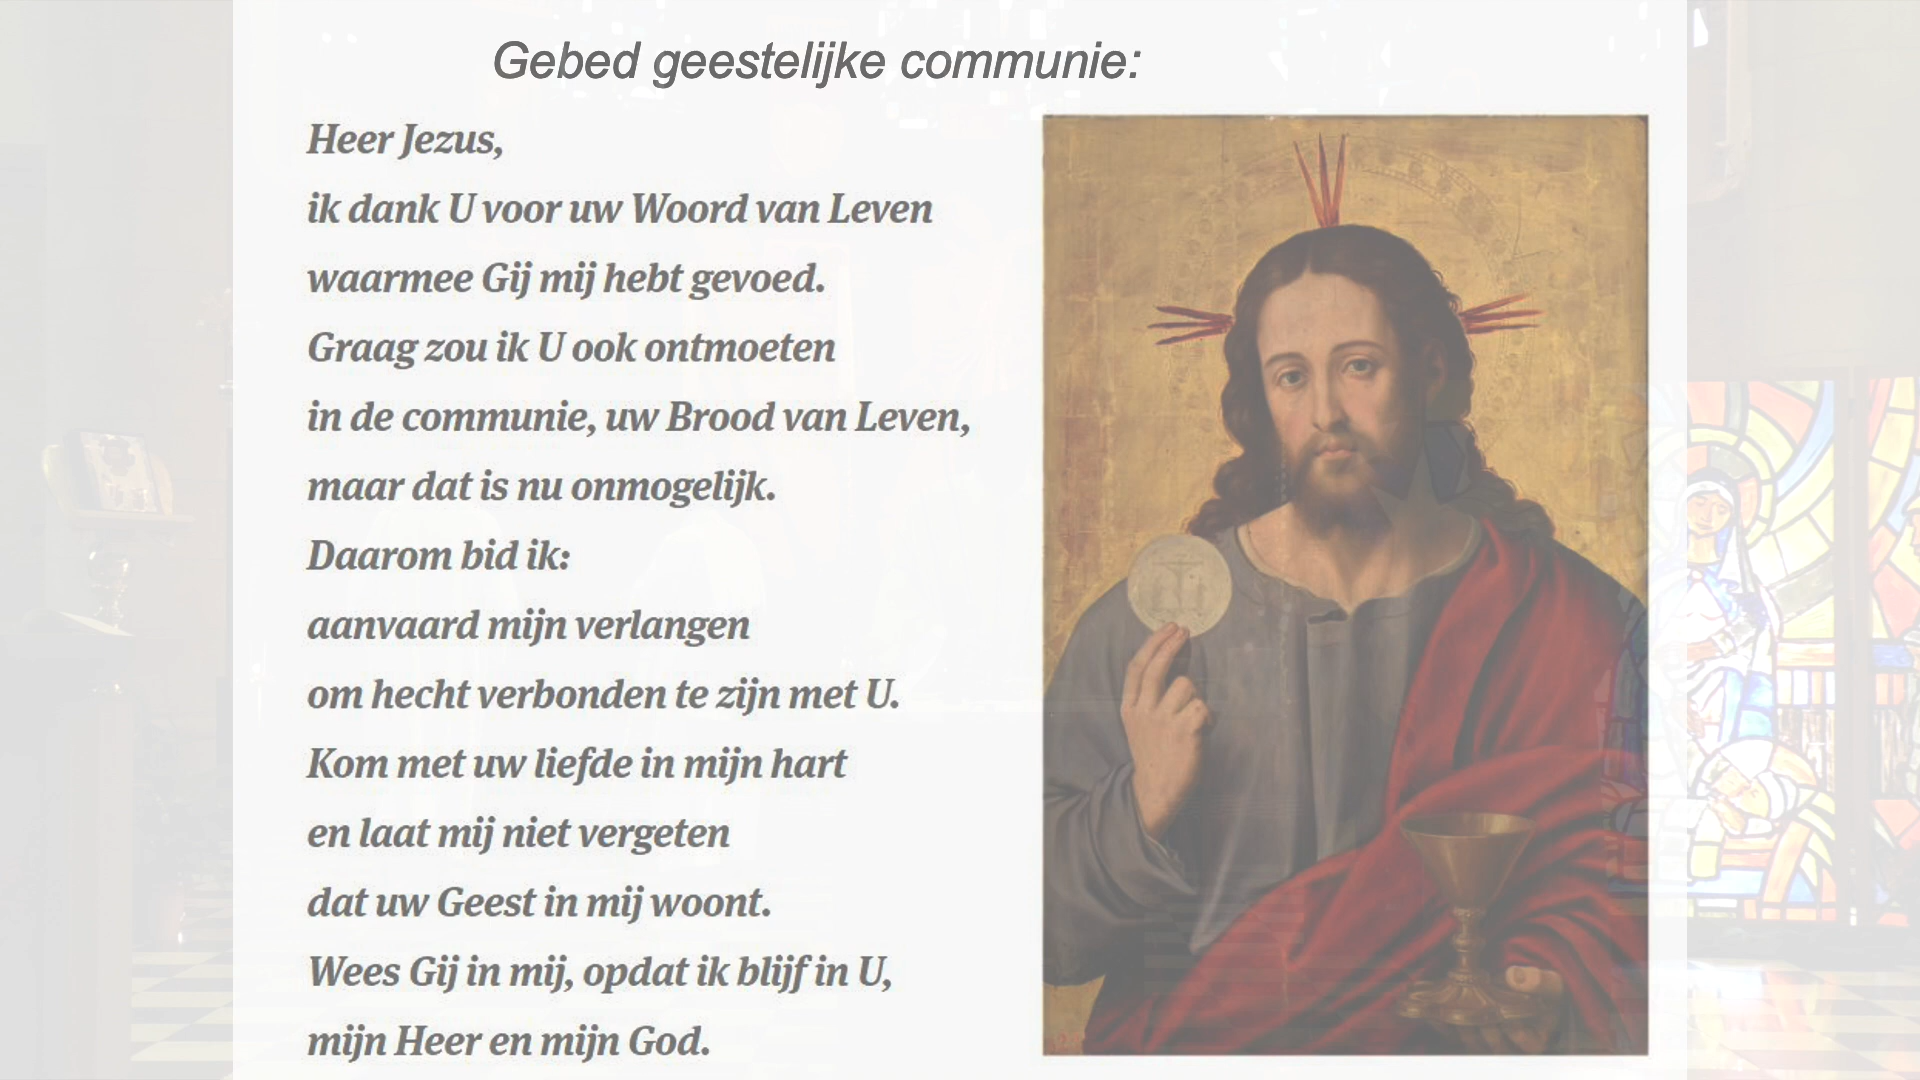 Gebed geestelijke communie:
Heer Jezus,
ik dank U voor uw Woord van Leven
waarmee Gij mij hebt gevoed.
Graag zou ik U ook ontmoeten
in de communie, uw Brood van Leven,
maar dat is nu onmogelijk.
Daarom bid ik:
aanvaard mijn verlangen
om hecht verbonden te zijn met U.
Kom met uw liefde in mijn hart
en laat mij niet vergeten
dat uw Geest in mij woont.
Wees Gij in mij, opdat ik blijf in U,
mijn Heer en mijn God.